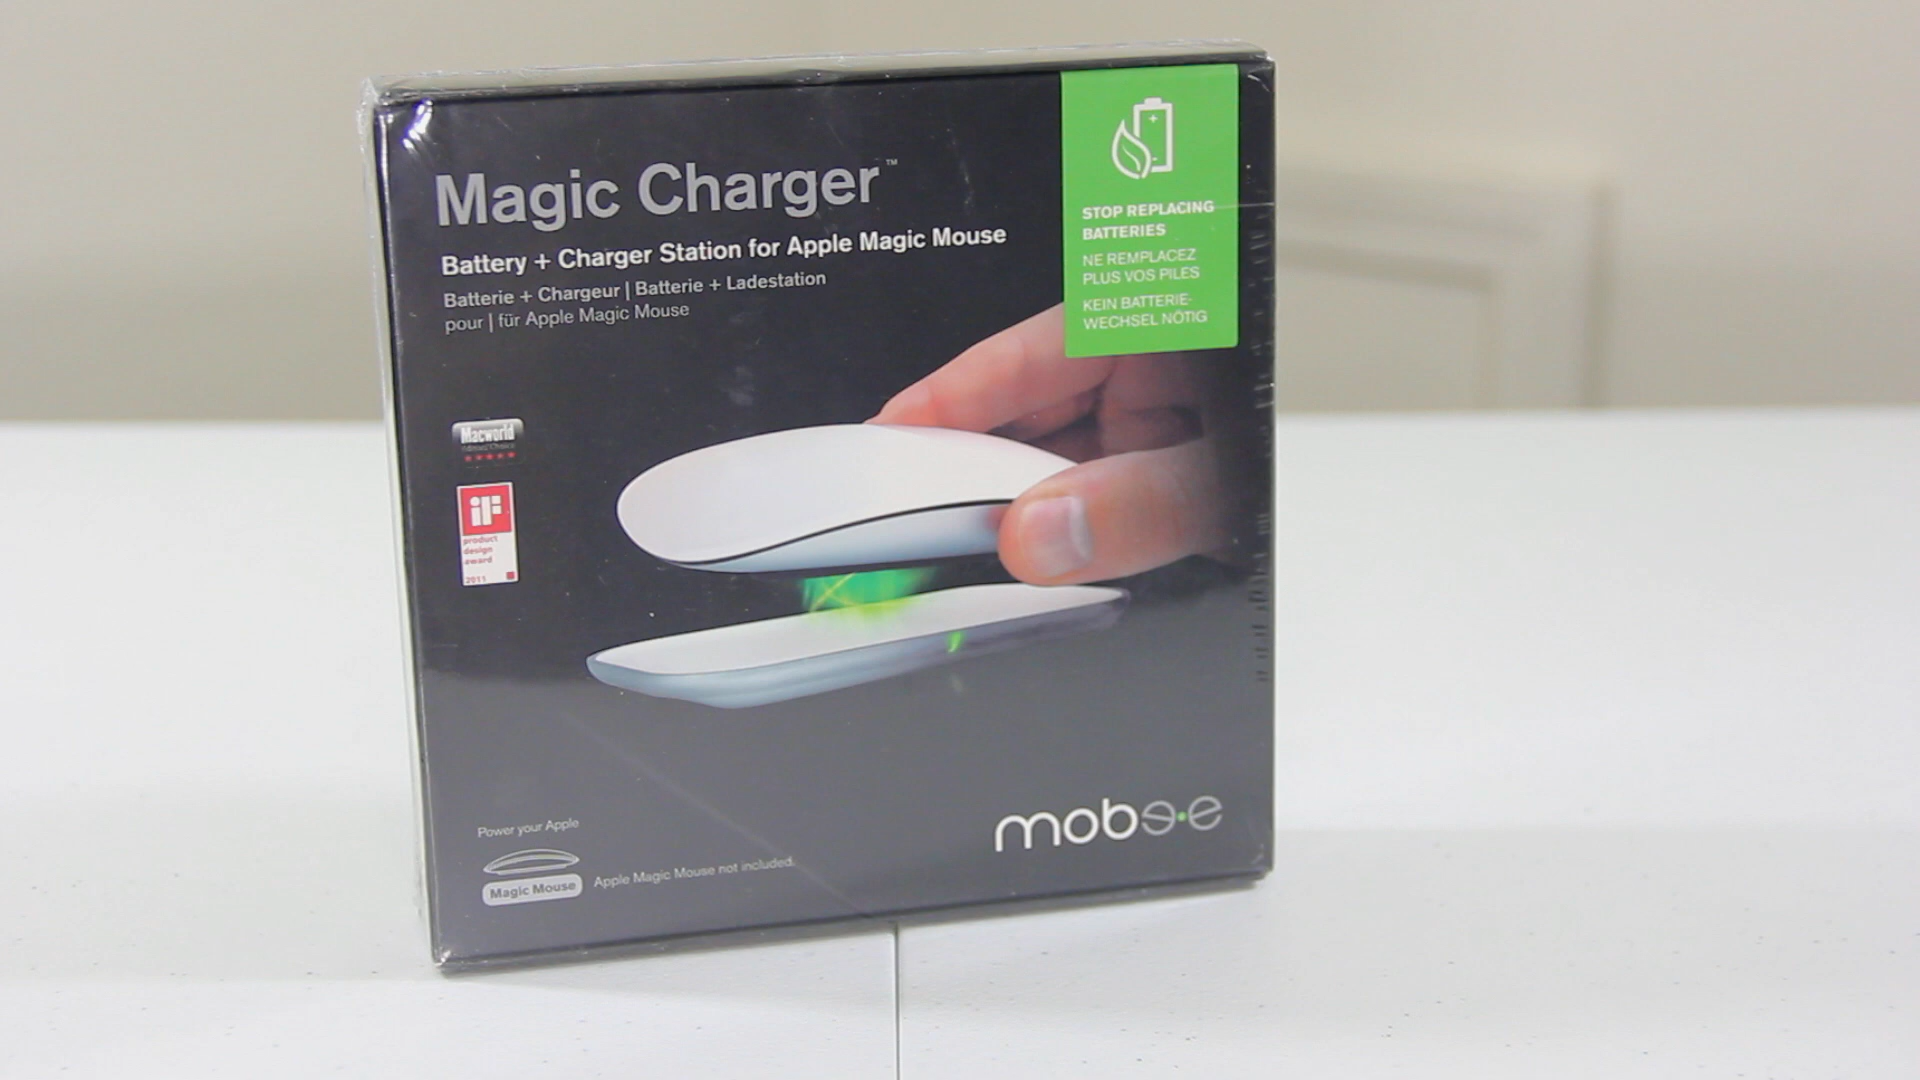 Magic Charger™
Battery + Charger Station for Apple Magic Mouse
Batterie + Chargeur | Batterie + Ladestation
pour | für Apple Magic Mouse
STOP REPLACING
BATTERIES
NE REMPLACEZ
PLUS VOS PILES
KEIN BATTERIE-
WECHSEL NÖTIG
Macworld
iF
product
design
award
2011
Power your Apple
Magic Mouse
Apple Magic Mouse not included.
mobee